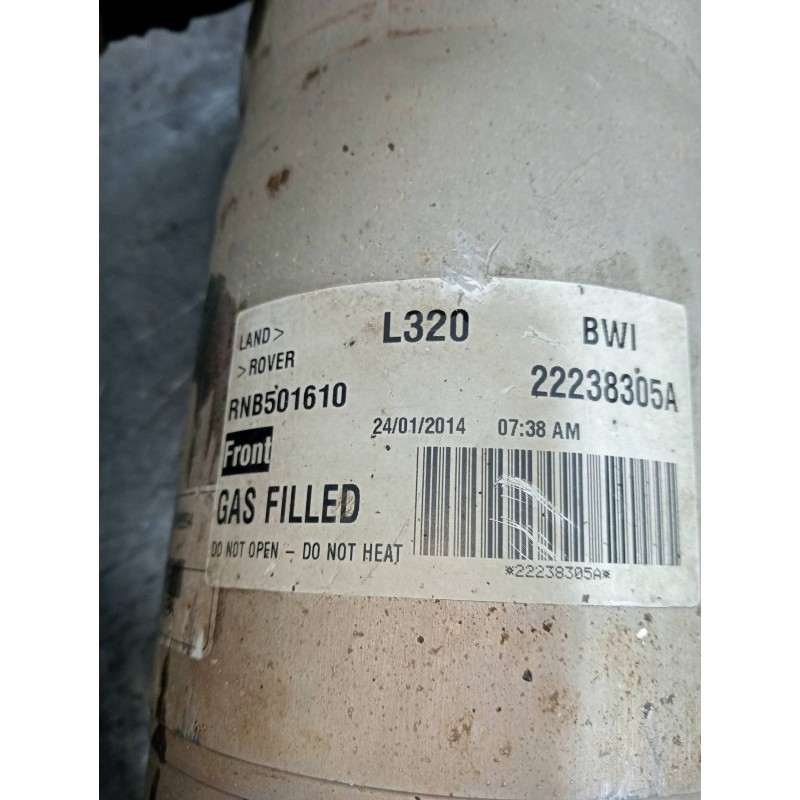 LAND>
>ROVER
L320
BWI
RNB501610
22238305A
24/01/2014 07:38 AM
Front
GAS FILLED
DO NOT OPEN – DO NOT HEAT
*22238305A*